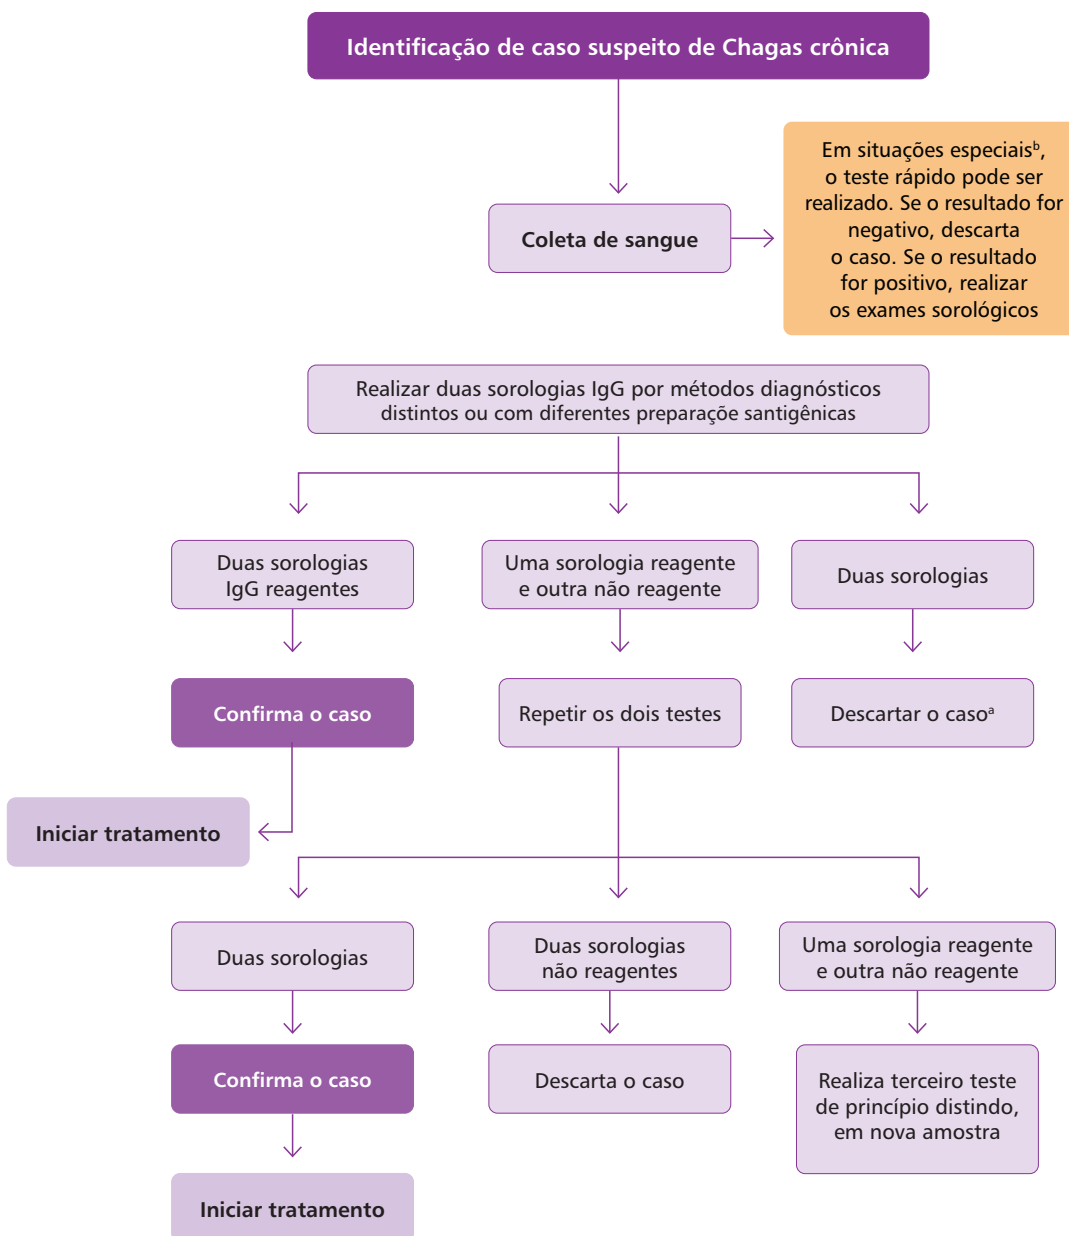 Identificação de caso suspeito de Chagas crônica
Em situações especiaisᵇ,
o teste rápido pode ser
realizado. Se o resultado for
negativo, descarta
o caso. Se o resultado
for positivo, realizar
os exames sorológicos
Coleta de sangue
Realizar duas sorologias IgG por métodos diagnósticos
distintos ou com diferentes preparaçõe santigênicas
Duas sorologias
IgG reagentes
Uma sorologia reagente
e outra não reagente
Duas sorologias
Confirma o caso
Repetir os dois testes
Descartar o casoᵃ
Iniciar tratamento
Duas sorologias
Duas sorologias
não reagentes
Uma sorologia reagente
e outra não reagente
Confirma o caso
Descarta o caso
Realiza terceiro teste
de princípio distindo,
em nova amostra
Iniciar tratamento